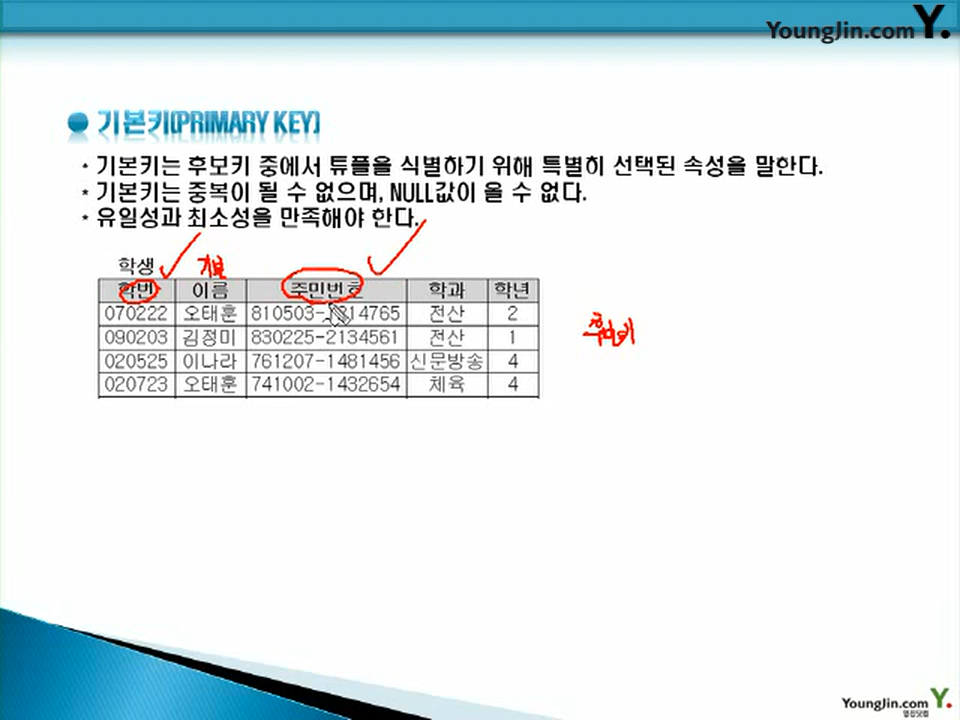 YoungJin.com Y.
기본키(PRIMARY KEY)
* 기본키는 후보키 중에서 튜플을 식별하기 위해 특별히 선택된 속성을 말한다.
* 기본키는 중복이 될 수 없으며, NULL값이 올 수 없다.
* 유일성과 최소성을 만족해야 한다.
학생
기본
학번 이름 주민번호 학과 학년
070222 오태훈 810503- 전산 2
090203 김정미 830225-2134561 전산 1
020525 이나라 761207-1481456 신문방송 4
020723 오태훈 741002-1432654 체육 4
YoungJin.com Y.
영진닷컴